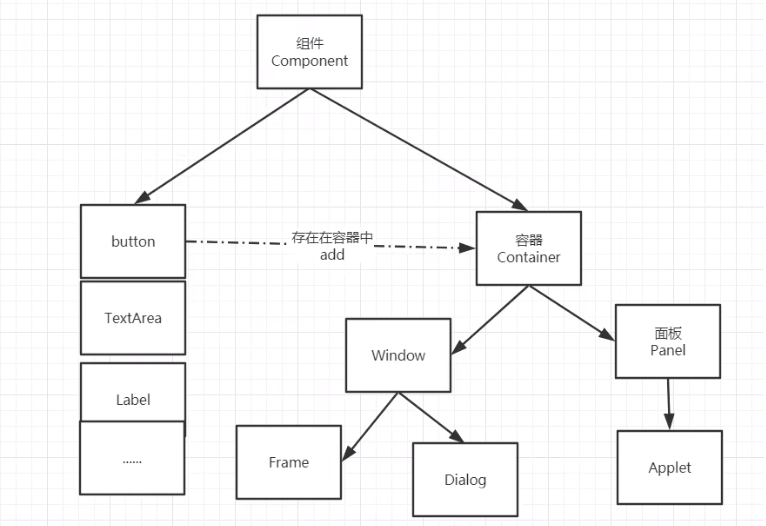 组件
Component
button
存在在容器中
add
容器
Container
TextArea
Window
面板
Panel
Label
......
Frame
Dialog
Applet